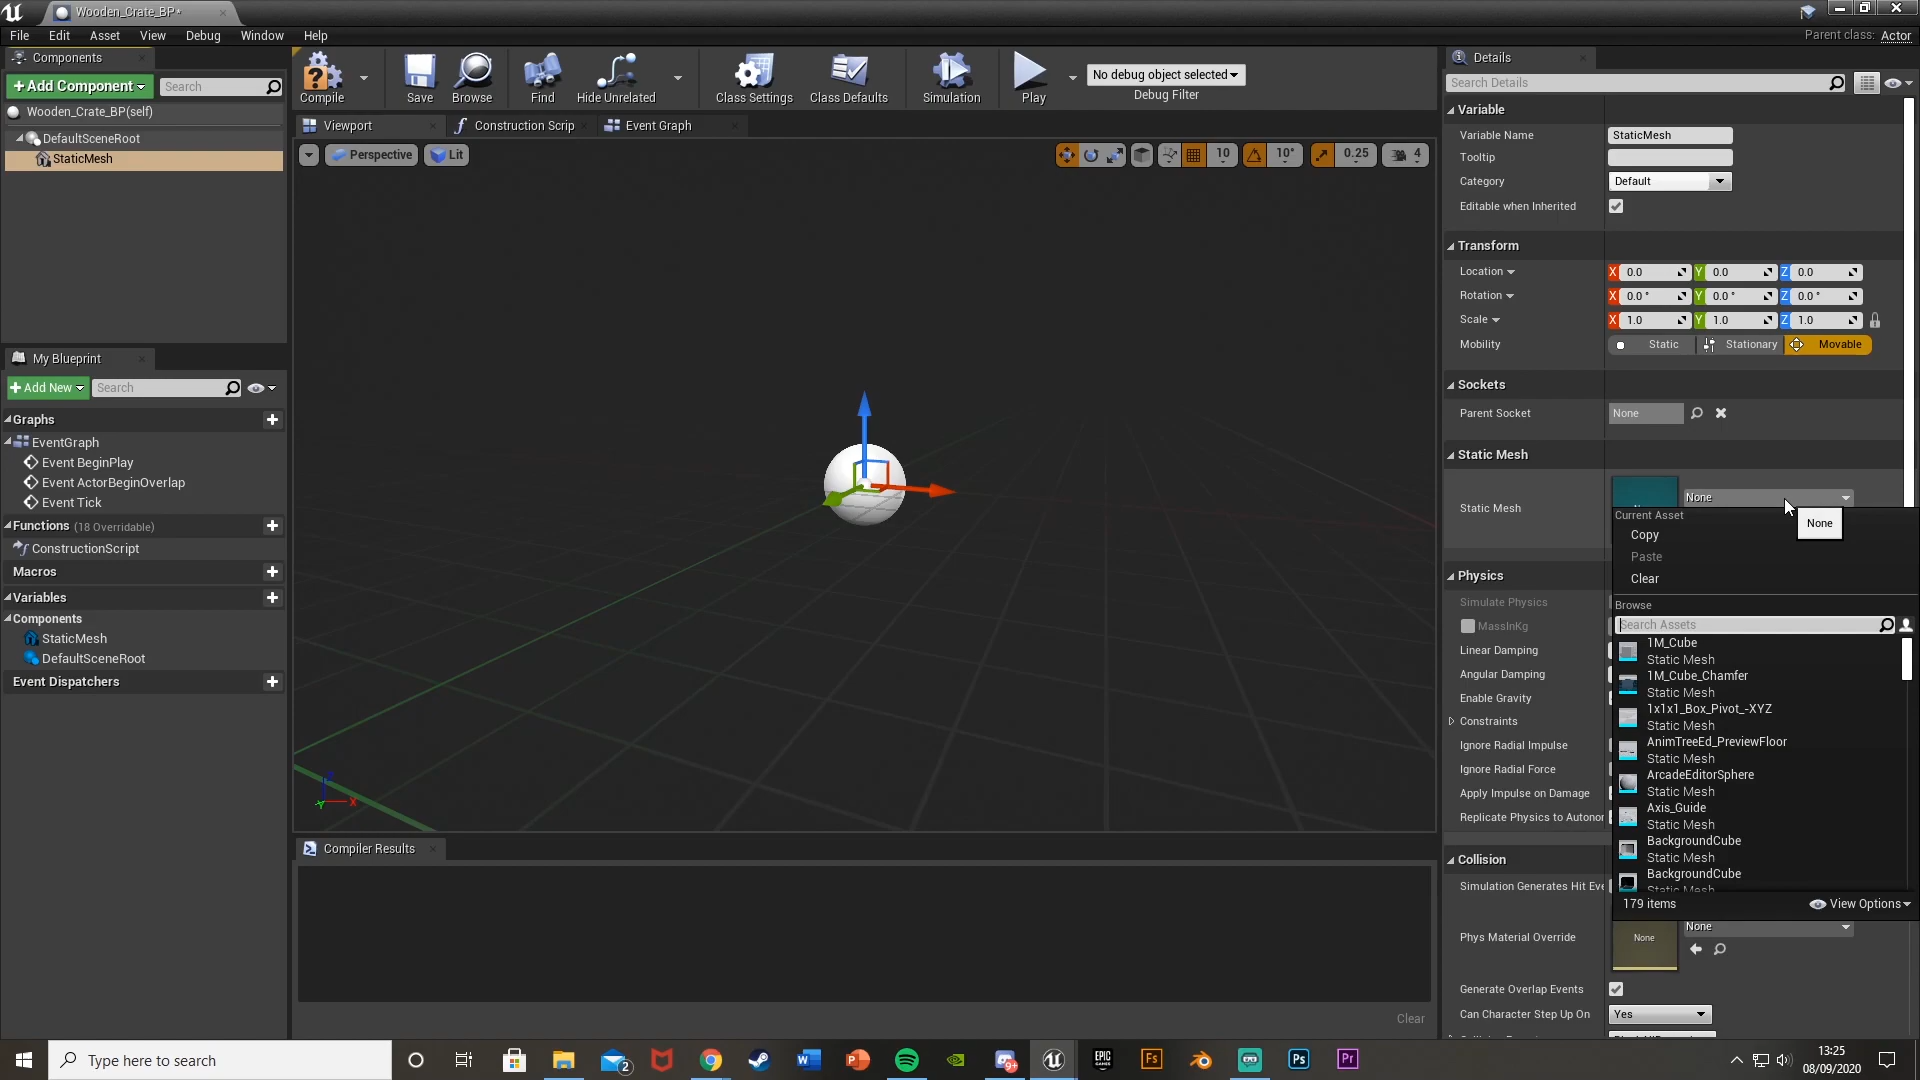 Wooden_Crate_BP*
File Edit Asset View Debug Window Help
Parent class: Actor
Components
Add Component
Search
Wooden_Crate_BP(self)
DefaultSceneRoot
StaticMesh
My Blueprint
Add New
Search
Graphs
EventGraph
Event BeginPlay
Event ActorBeginOverlap
Event Tick
Functions (18 Overridable)
ConstructionScript
Macros
Variables
Components
StaticMesh
DefaultSceneRoot
Event Dispatchers
Compile Save Browse Find Hide Unrelated Class Settings Class Defaults Simulation Play
No debug object selected
Debug Filter
Viewport Construction Scrip Event Graph
Perspective Lit
10 10° 0.25 4
X
Y
Compiler Results
Clear
Details
Search Details
Variable
Variable Name StaticMesh
Tooltip
Category Default
Editable when Inherited
Transform
Location X 0.0 Y 0.0 Z 0.0
Rotation X 0.0 ° Y 0.0 ° Z 0.0 °
Scale X 1.0 Y 1.0 Z 1.0
Mobility Static Stationary Movable
Sockets
Parent Socket None
Static Mesh
Static Mesh None
None
Current Asset
Copy
Paste
Clear
Browse
Search Assets
1M_Cube
Static Mesh
1M_Cube_Chamfer
Static Mesh
1x1x1_Box_Pivot_-XYZ
Static Mesh
AnimTreeEd_PreviewFloor
Static Mesh
ArcadeEditorSphere
Static Mesh
Axis_Guide
Static Mesh
BackgroundCube
Static Mesh
BackgroundCube
Static Mesh
179 items View Options
Physics
Simulate Physics
MassInKg
Linear Damping
Angular Damping
Enable Gravity
Constraints
Ignore Radial Impulse
Ignore Radial Force
Apply Impulse on Damage
Replicate Physics to Autonor
Collision
Simulation Generates Hit Eve
Phys Material Override None None
Generate Overlap Events
Can Character Step Up On Yes
Type here to search
2
9+
EPIC GAMES
Fs
Ps
Pr
13:25
08/09/2020